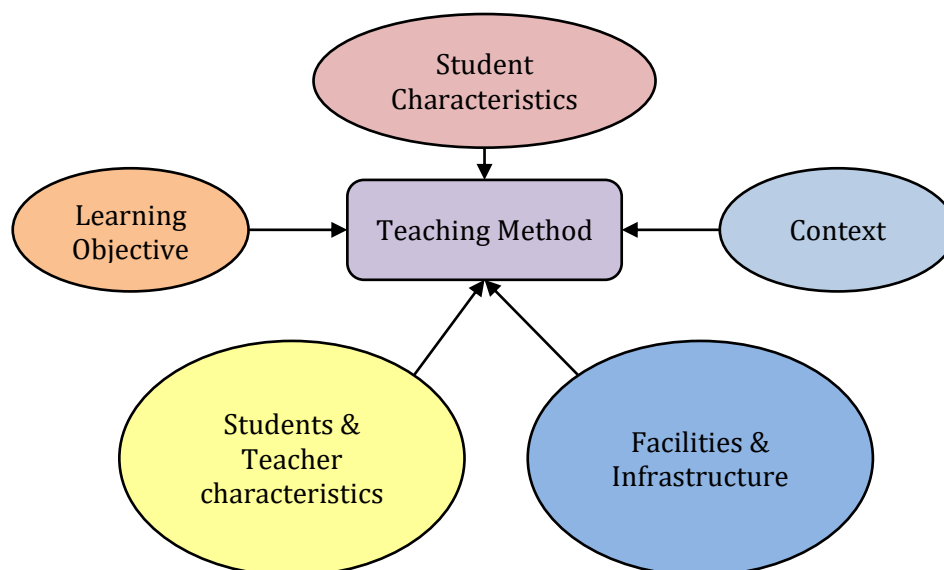 Student
Characteristics
Learning
Objective
Teaching Method
Context
Students &
Teacher
characteristics
Facilities &
Infrastructure